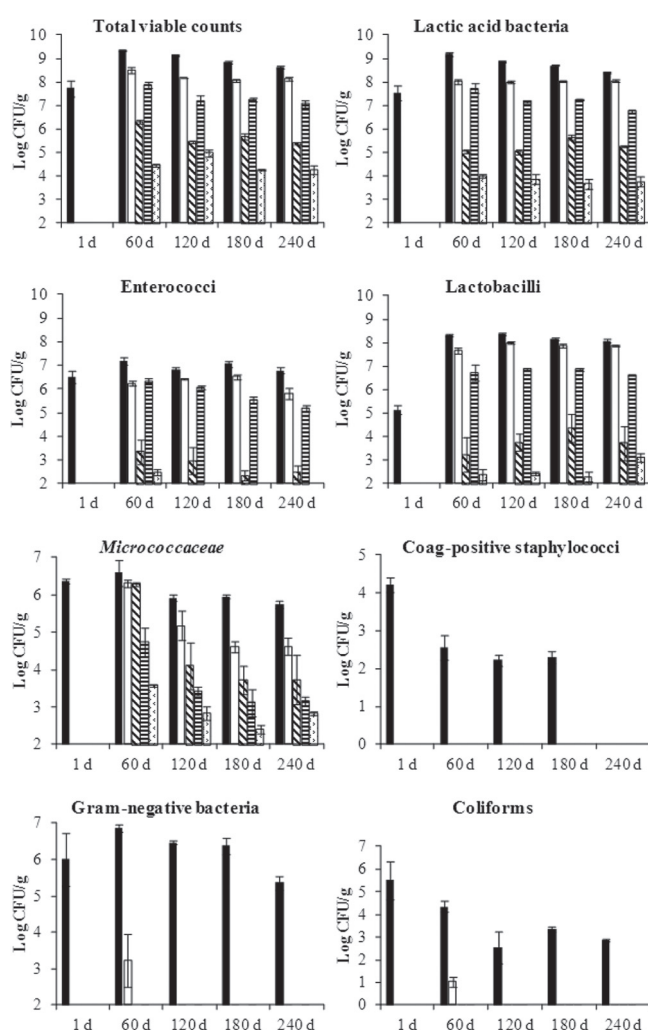 Total viable counts
10
9
8
7
6
5
4
3
2
Log CFU/g
1 d 60 d 120 d 180 d 240 d
Lactic acid bacteria
10
9
8
7
6
5
4
3
2
Log CFU/g
1 d 60 d 120 d 180 d 240 d
Enterococci
10
9
8
7
6
5
4
3
2
Log CFU/g
1 d 60 d 120 d 180 d 240 d
Lactobacilli
10
9
8
7
6
5
4
3
2
Log CFU/g
1 d 60 d 120 d 180 d 240 d
Micrococcaceae
7
6
5
4
3
2
Log CFU/g
1 d 60 d 120 d 180 d 240 d
Coag-positive staphylococci
5
4
3
2
1
0
Log CFU/g
1 d 60 d 120 d 180 d 240 d
Gram-negative bacteria
7
6
5
4
3
2
Log CFU/g
1 d 60 d 120 d 180 d 240 d
Coliforms
7
6
5
4
3
2
1
0
Log CFU/g
1 d 60 d 120 d 180 d 240 d